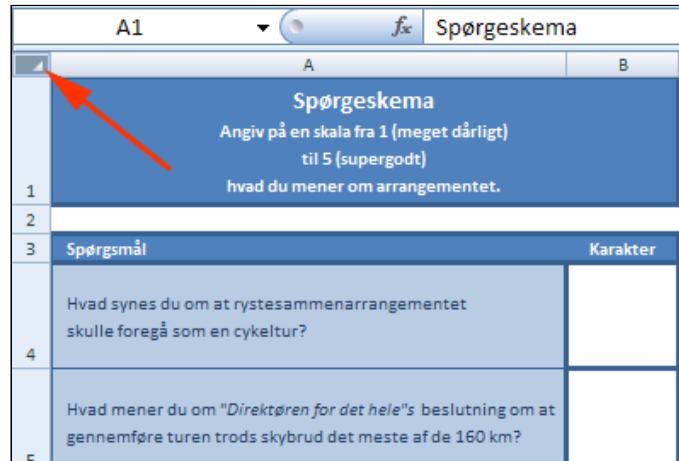 A1 fx Spørgeskema
A B
Spørgeskema
Angiv på en skala fra 1 (meget dårligt)
til 5 (supergodt)
1 hvad du mener om arrangementet.
2
3 Spørgsmål Karakter
Hvad synes du om at rystesammenarrangementet
skulle foregå som en cykeltur?
4
Hvad mener du om "Direktøren for det hele"s beslutning om at
gennemføre turen trods skybrud det meste af de 160 km?
5